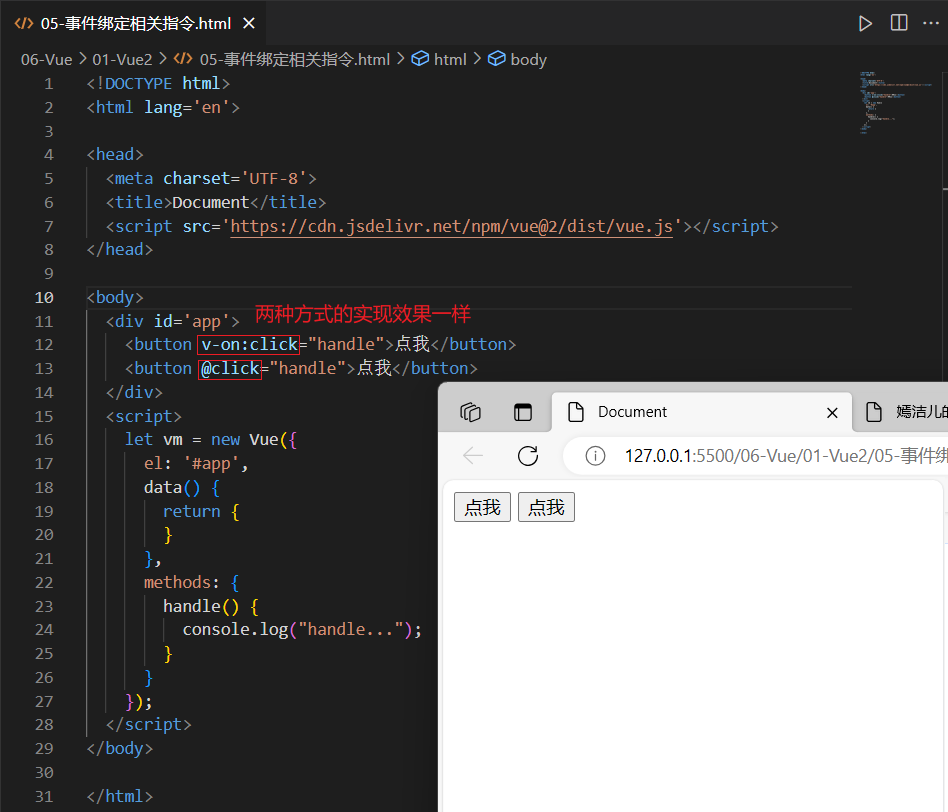 05-事件绑定相关指令.html
06-Vue > 01-Vue2 > 05-事件绑定相关指令.html > html > body
1 <!DOCTYPE html>
2 <html lang='en'>
3
4 <head>
5 <meta charset='UTF-8'>
6 <title>Document</title>
7 <script src='https://cdn.jsdelivr.net/npm/vue@2/dist/vue.js'></script>
8 </head>
9
10 <body>
两种方式的实现效果一样
11 <div id='app'>
12 <button v-on:click="handle">点我</button>
13 <button @click="handle">点我</button>
14 </div>
15 <script>
16 let vm = new Vue({
17 el: '#app',
18 data() {
19 return {
20 }
21 },
22 methods: {
23 handle() {
24 console.log("handle...");
25 }
26 }
27 });
28 </script>
29 </body>
30
31 </html>
Document
嫣洁儿的
127.0.0.1:5500/06-Vue/01-Vue2/05-事件绑
点我 点我